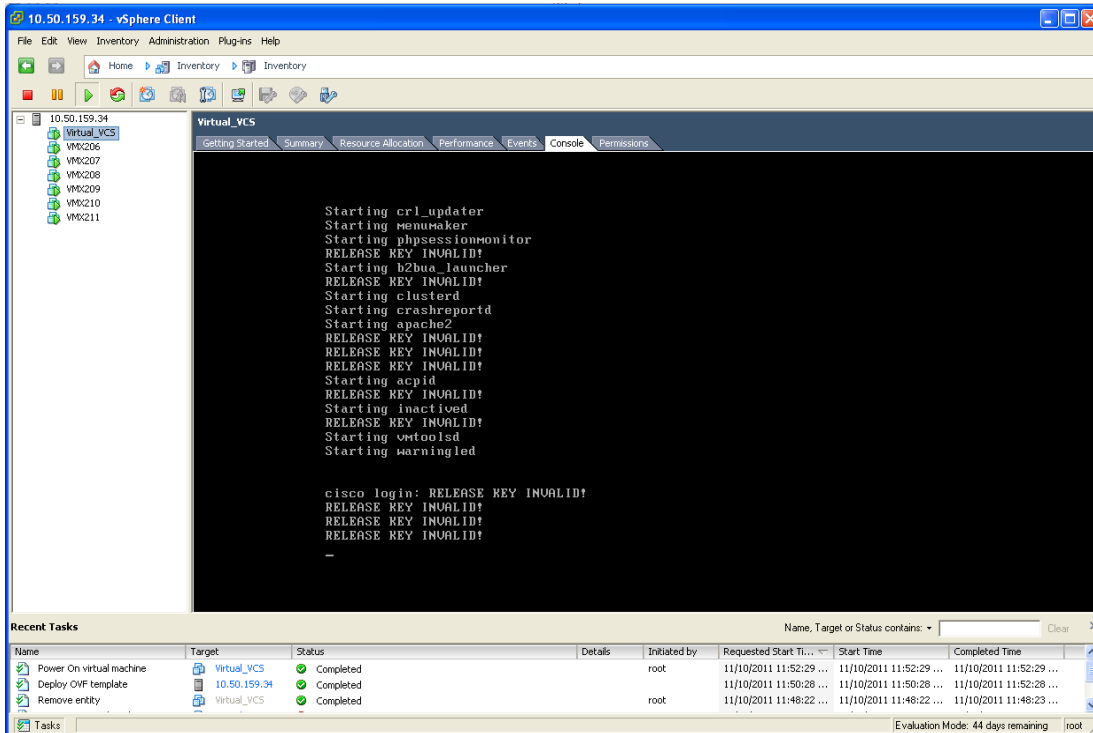 10.50.159.34 - vSphere Client
File Edit View Inventory Administration Plug-ins Help
Home Inventory Inventory
10.50.159.34
Virtual_VCS
VMX206
VMX207
VMX208
VMX209
VMX210
VMX211
Virtual_VCS
Getting Started Summary Resource Allocation Performance Events Console Permissions
Starting crl_updater
Starting menumaker
Starting phpsessionmonitor
RELEASE KEY INVALID!
Starting b2bua_launcher
RELEASE KEY INVALID!
Starting clusterd
Starting crashreportd
Starting apache2
RELEASE KEY INVALID!
RELEASE KEY INVALID!
RELEASE KEY INVALID!
Starting acpid
RELEASE KEY INVALID!
Starting inactived
RELEASE KEY INVALID!
Starting vmtoolsd
Starting warningled
cisco login: RELEASE KEY INVALID!
RELEASE KEY INVALID!
RELEASE KEY INVALID!
RELEASE KEY INVALID!
_
Recent Tasks Name, Target or Status contains: Clear
Name Target Status Details Initiated by Requested Start Ti... Start Time Completed Time
Power On virtual machine Virtual_VCS Completed root 11/10/2011 11:52:29 ... 11/10/2011 11:52:29 ... 11/10/2011 11:52:29 ...
Deploy OVF template 10.50.159.34 Completed 11/10/2011 11:50:28 ... 11/10/2011 11:50:28 ... 11/10/2011 11:52:28 ...
Remove entity Virtual_VCS Completed root 11/10/2011 11:48:22 ... 11/10/2011 11:48:22 ... 11/10/2011 11:48:23 ...
Tasks Evaluation Mode: 44 days remaining root